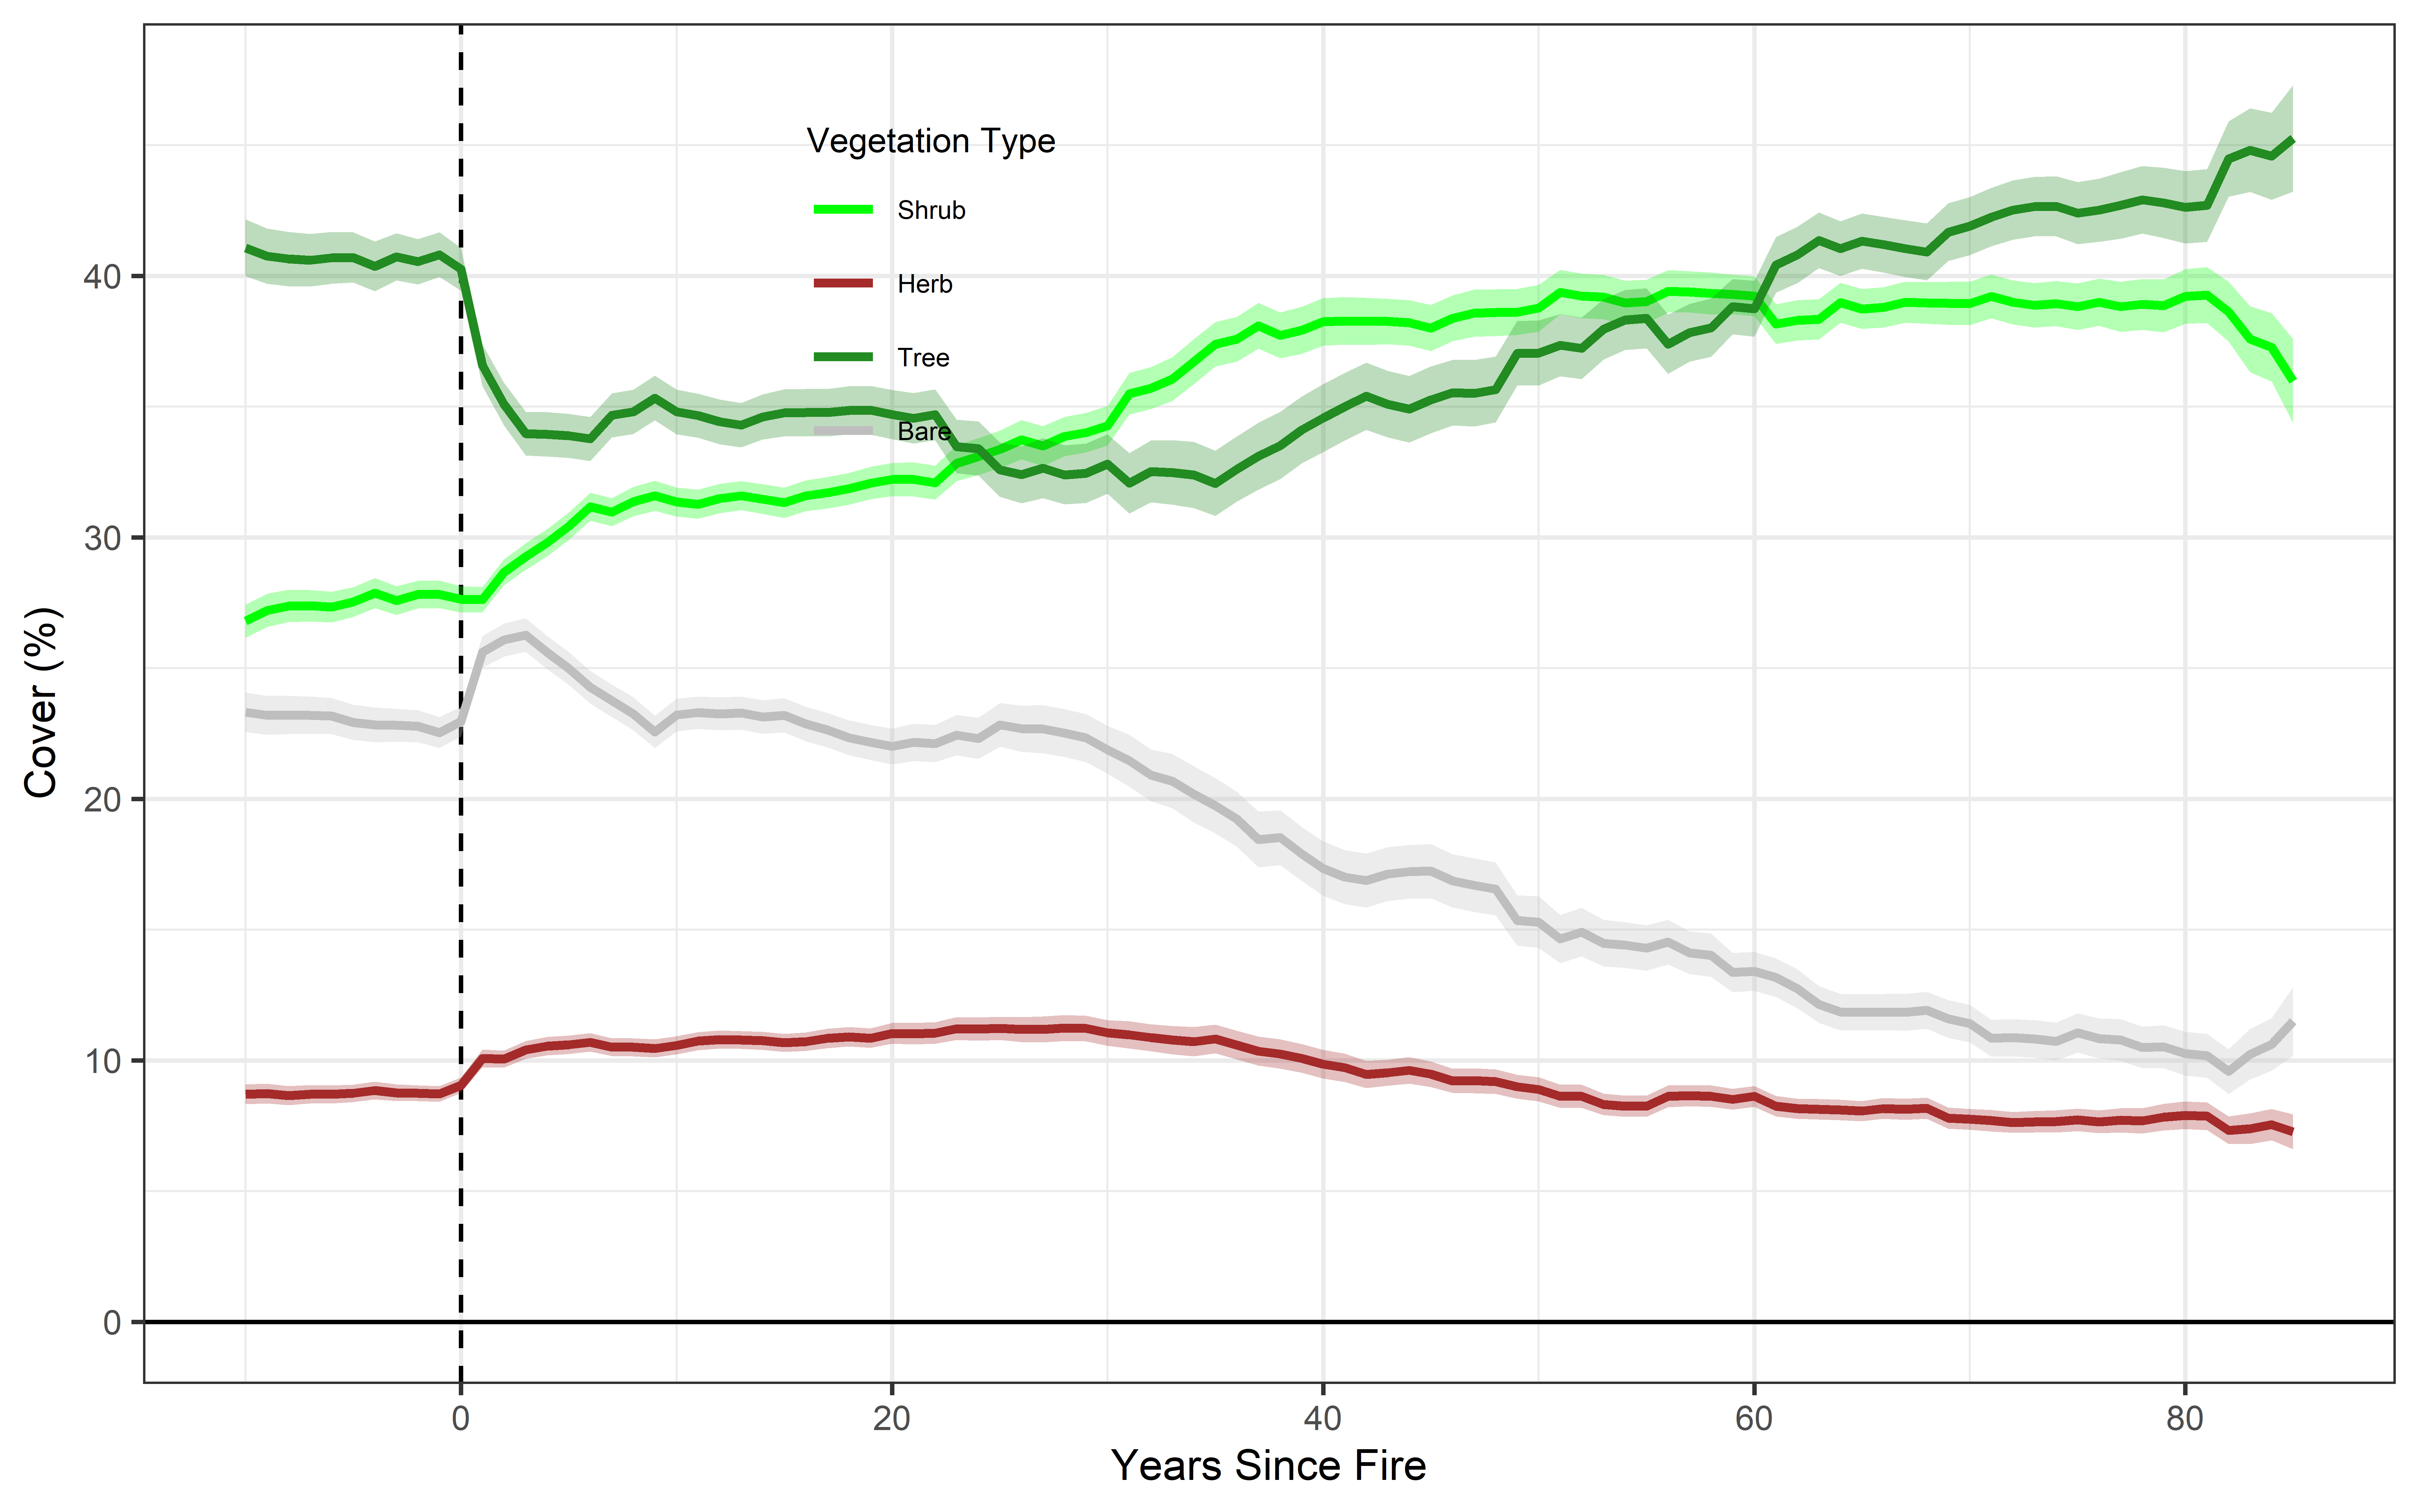 Vegetation Type
Shrub
Herb
Tree
Bare
Cover (%)
40
30
20
10
0
0 20 40 60 80
Years Since Fire